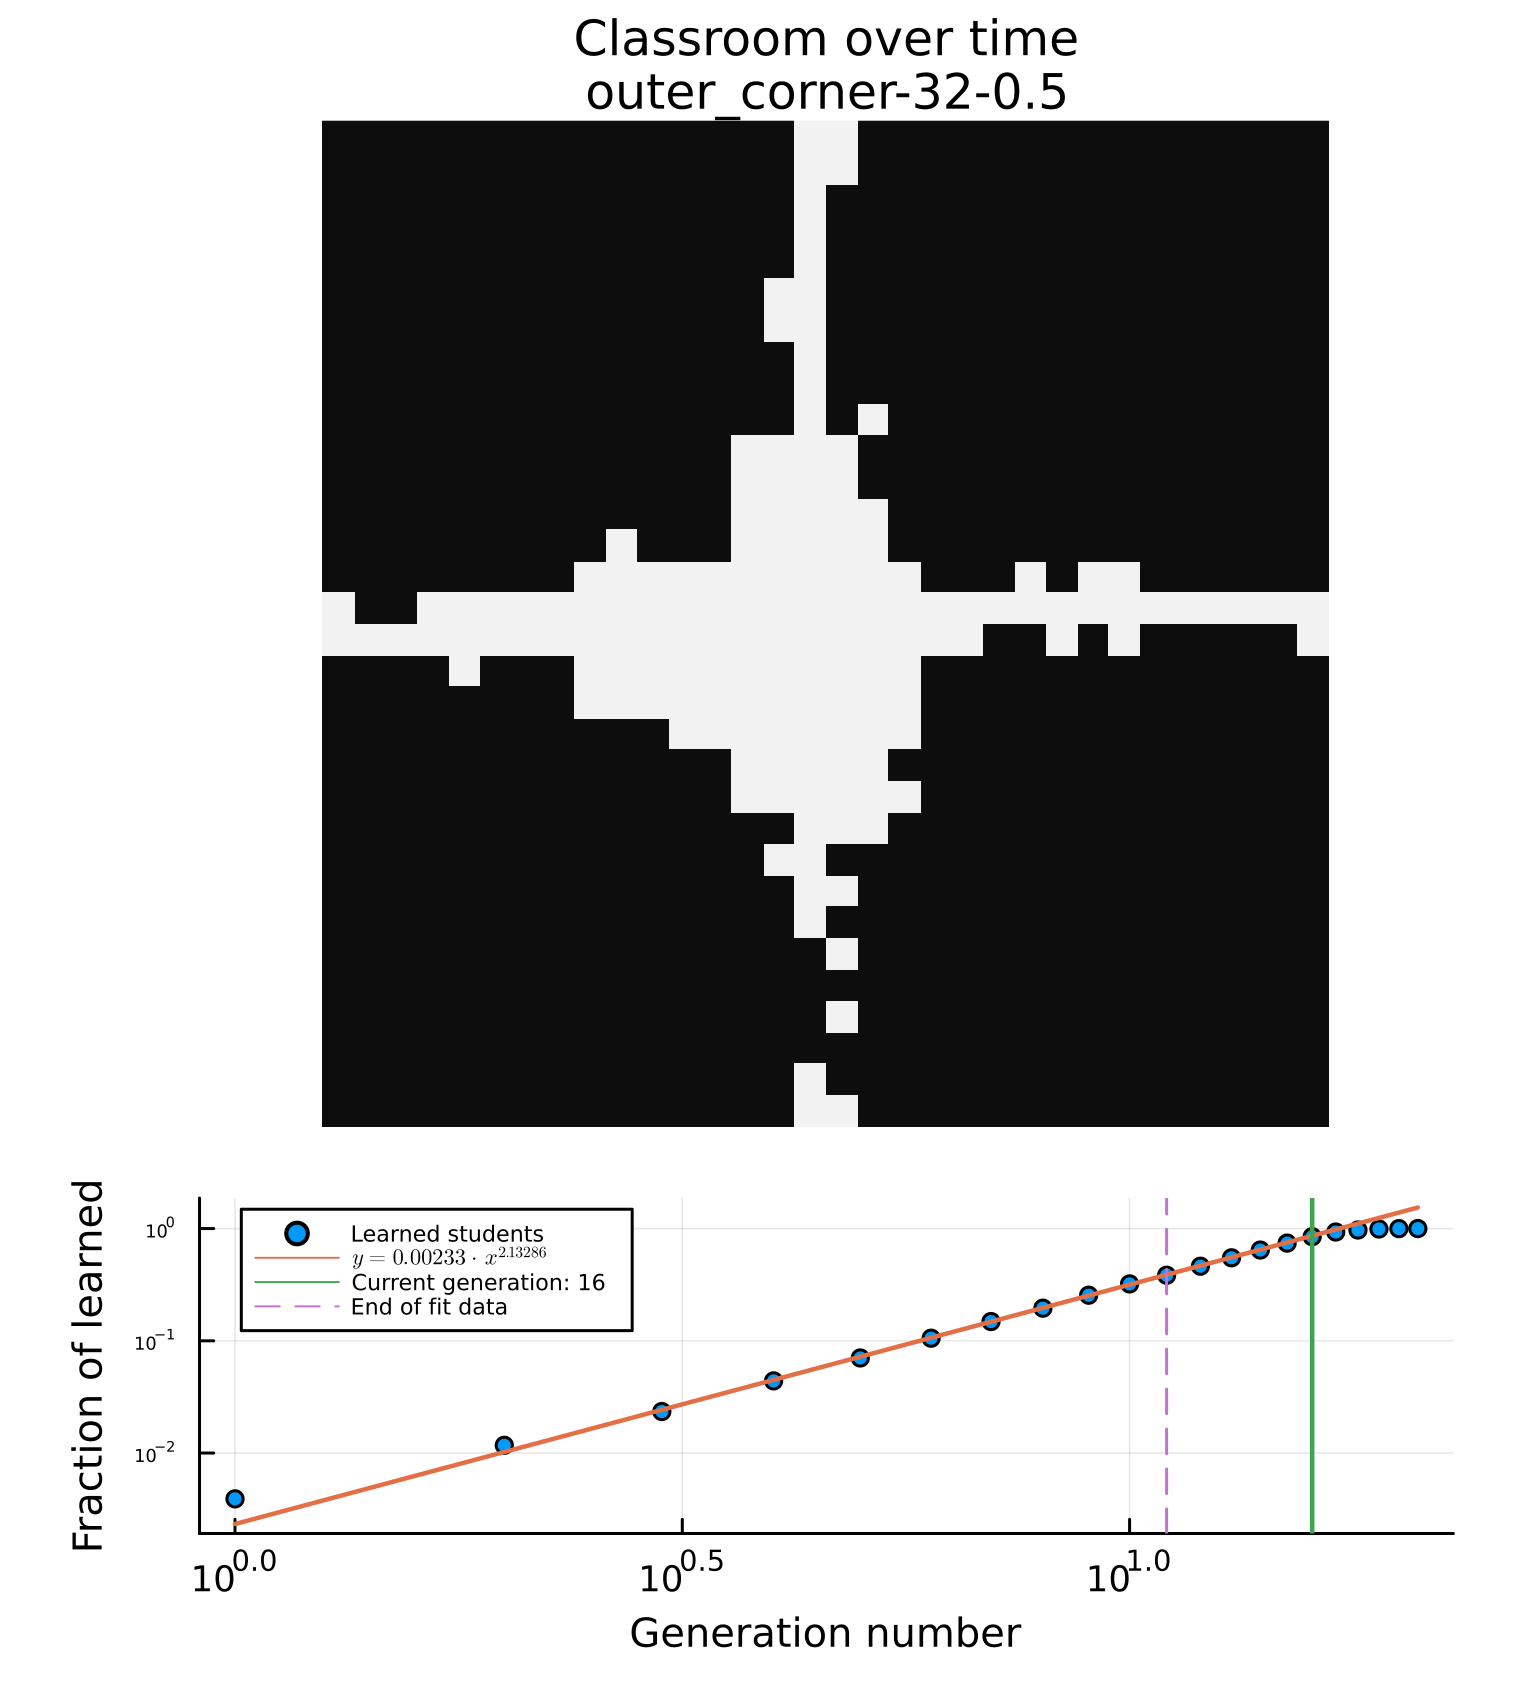 Classroom over time
outer_corner-32-0.5
Fraction of learned
10^0
10^-1
10^-2
Learned students
y = 0.00233 · x^2.13286
Current generation: 16
End of fit data
10^0.0
10^0.5
10^1.0
Generation number